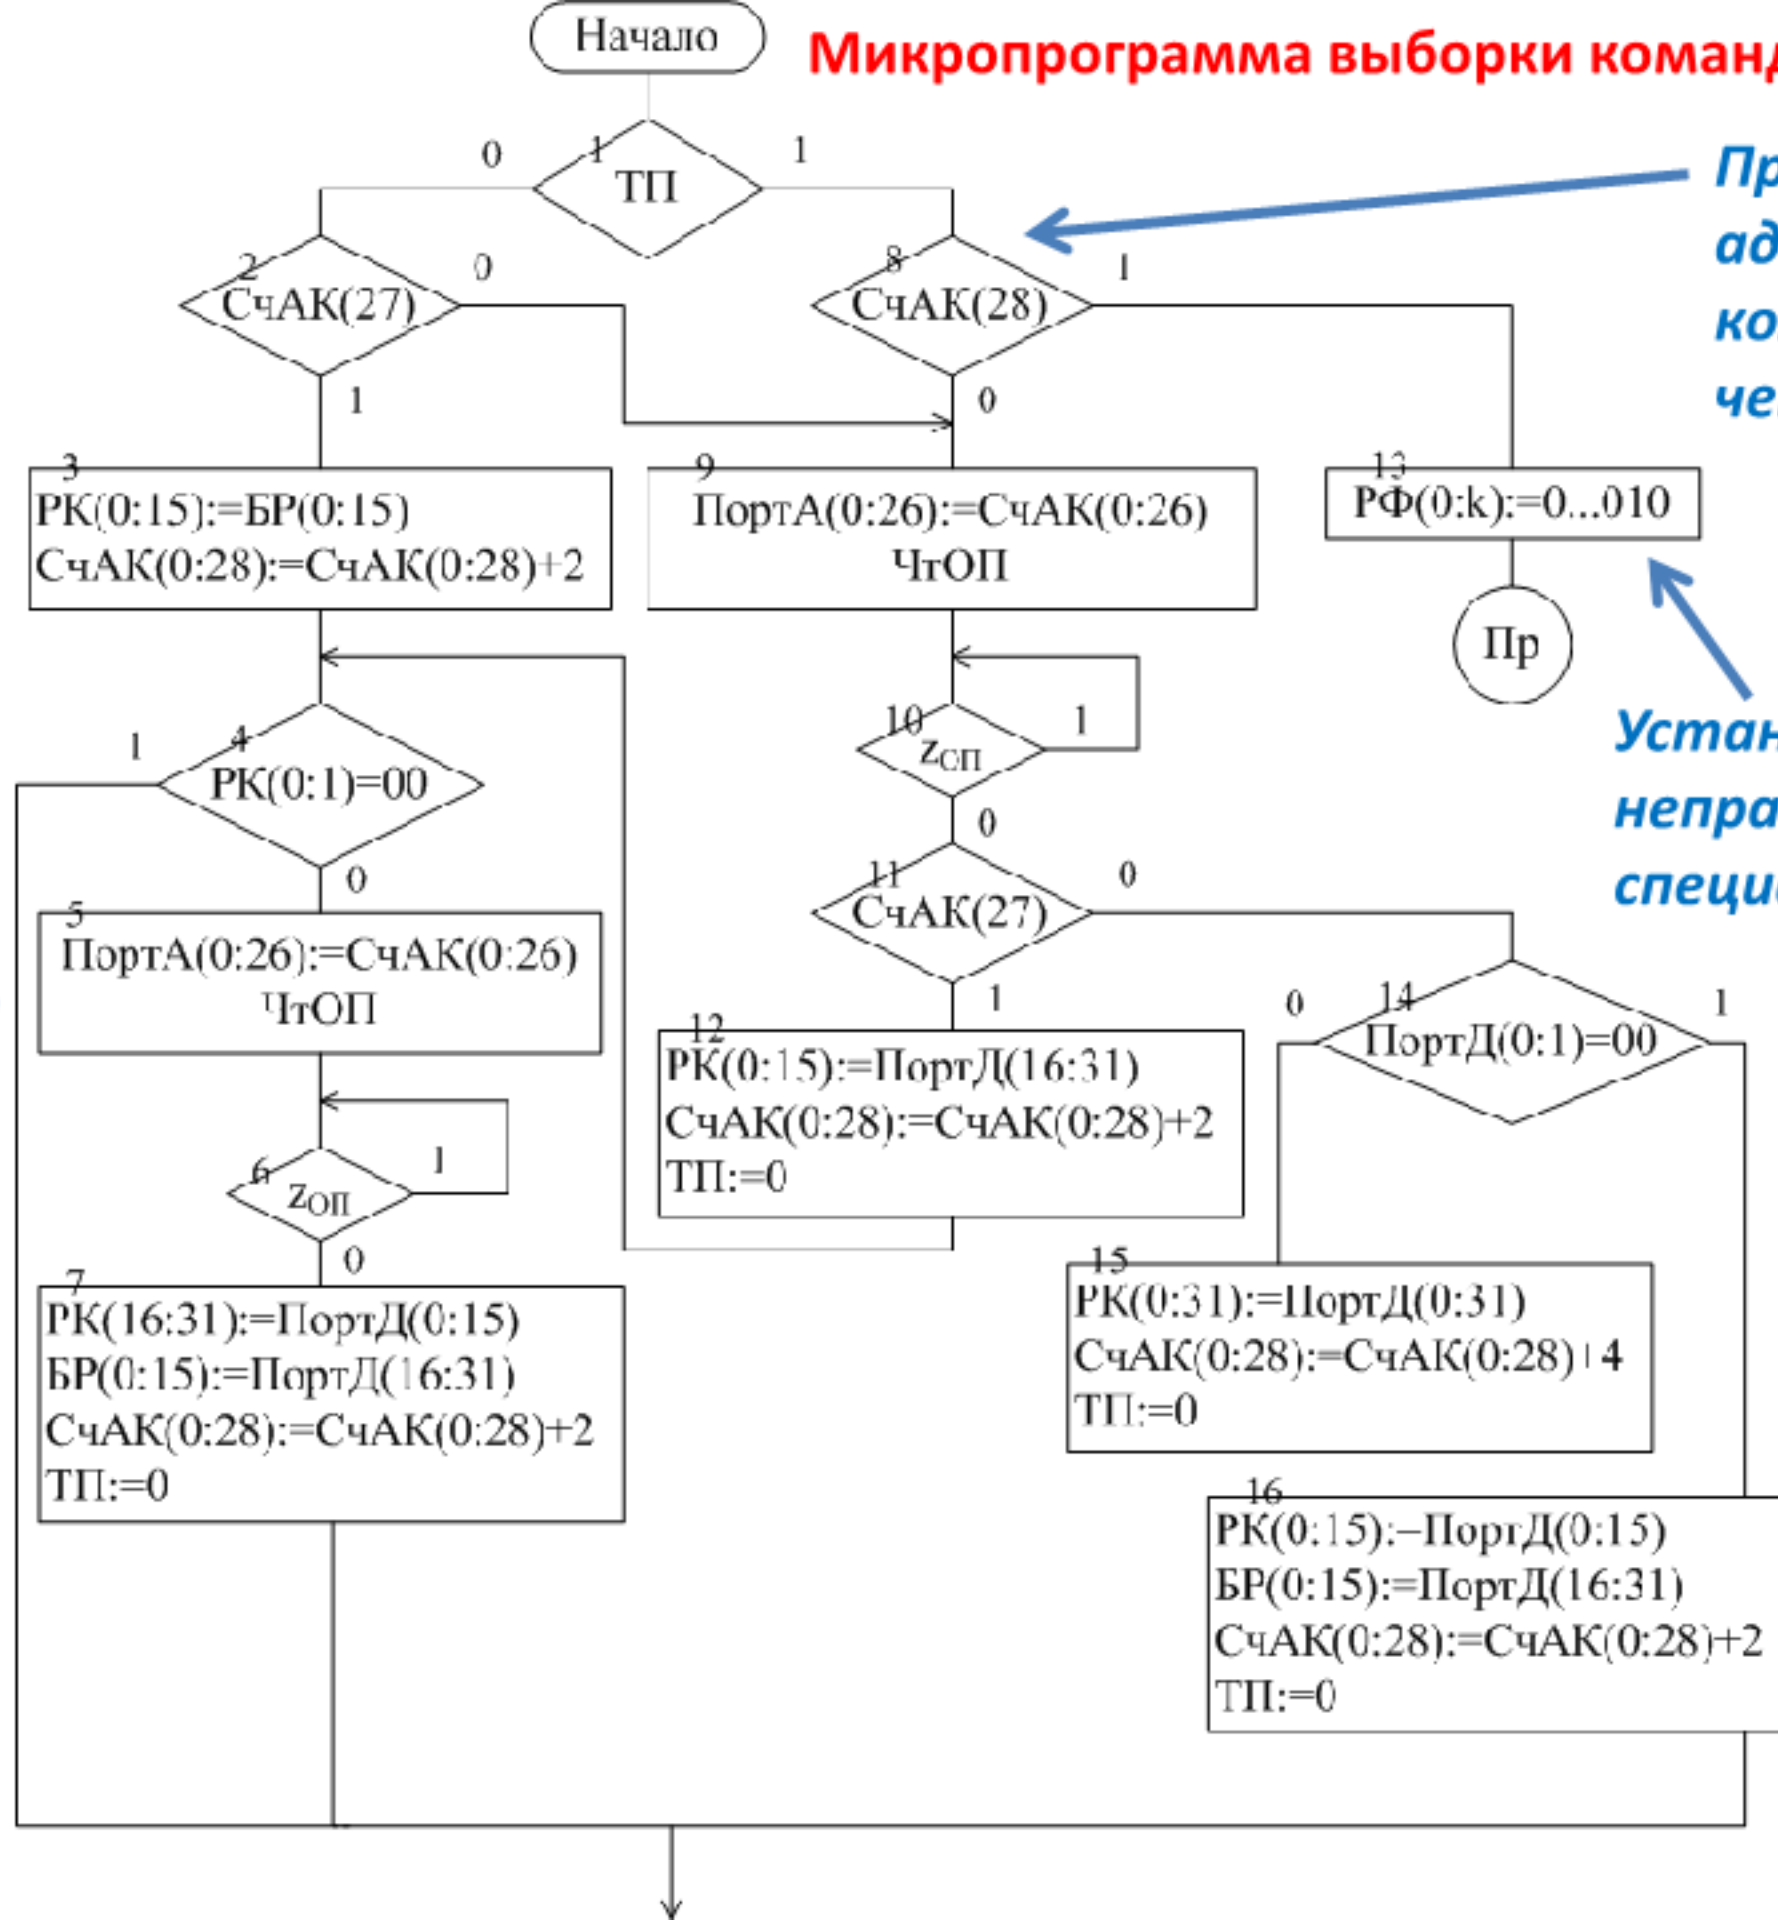 Начало
Микропрограмма выборки
0
1
1
ТП
2
0
СчАК(27)
1
8
1
СчАК(28)
0
3
РК(0:15):=БР(0:15)
СчАК(0:28):=СчАК(0:28)+2
9
ПортА(0:26):=СчАК(0:26)
ЧтОП
13
РФ(0:k):=0...010
Пр
1
4
РК(0:1)=00
0
10
1
zОП
0
5
ПортА(0:26):=СчАК(0:26)
ЧтОП
11
0
СчАК(27)
1
0
14
1
ПортД(0:1)=00
12
РК(0:15):=ПортД(16:31)
СчАК(0:28):=СчАК(0:28)+2
ТП:=0
6
1
zОП
0
7
РК(16:31):=ПортД(0:15)
БР(0:15):=ПортД(16:31)
СчАК(0:28):=СчАК(0:28)+2
ТП:=0
15
РК(0:31):=ПортД(0:31)
СчАК(0:28):=СчАК(0:28)+4
ТП:=0
16
РК(0:15):=ПортД(0:15)
БР(0:15):=ПортД(16:31)
СчАК(0:28):=СчАК(0:28)+2
ТП:=0